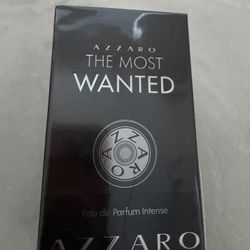 AZZARO
THE MOST
WANTED
AZZARO
Eau de Parfum Intense
AZZARO